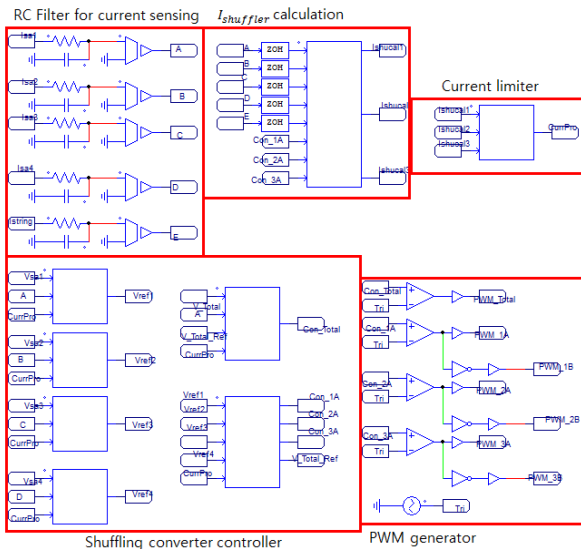 RC Filter for current sensing
I_shuffler calculation
Isa1
A
Isa2
B
Isa3
C
Isa4
D
Istring
E
A
ZOH
B
ZOH
C
ZOH
D
ZOH
E
ZOH
Con_1A
Con_2A
Con_3A
Ishucal1
Ishucal
Ishucal3
Current limiter
Ishucal1
Ishucal2
Ishucal3
CurrPro
Vsa1
A
CurrPro
Vref1
Vsa2
B
CurrPro
Vref2
Vsa3
C
CurrPro
Vref3
Vsa4
D
CurrPro
Vref4
V_Total
A
V_Total_Ref
CurrPro
Con_Total
Vref1
Vref2
Vref3
Vref4
CurrPro
Con_1A
Con_2A
Con_3A
V_Total_Ref
Shuffling converter controller
Con_Total
Tri
PWM_Total
Con_1A
Tri
PWM_1A
PWM_1B
Con_2A
Tri
PWM_2A
PWM_2B
Con_3A
Tri
PWM_3A
PWM_3B
Tri
PWM generator